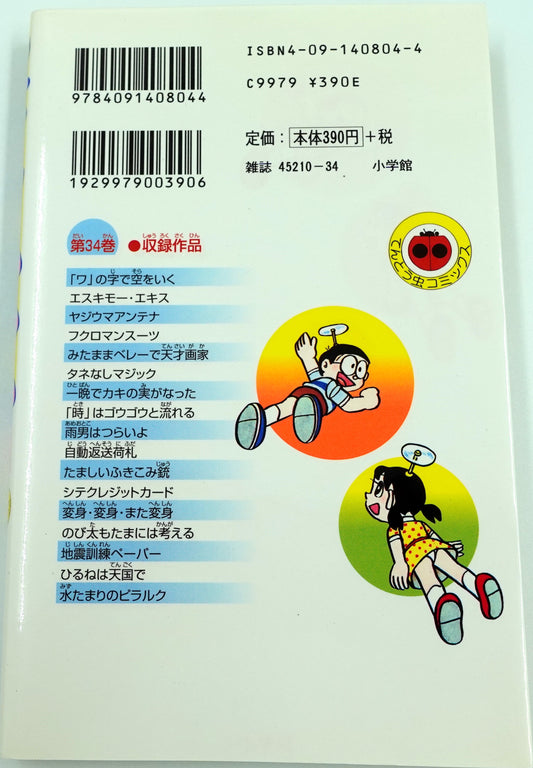 ISBN4-09-140804-4
9784091408044
C9979 ¥390E
定価：本体390円+税
1929979003906
雑誌 45210-34 小学館
第34巻 ●収録作品
てんとう虫コミックス
「ワ」の字で空をいく
エスキモー・エキス
ヤジウマアンテナ
フクロマンスーツ
みたままベレーで天才画家
タネなしマジック
一晩でカキの実がなった
「時」はゴウゴウと流れる
雨男はつらいよ
自動返送荷札
たましいふきこみ銃
シテクレジットカード
変身・変身・また変身
のび太もたまには考える
地震訓練ペーパー
ひるねは天国で
水たまりのピラルク